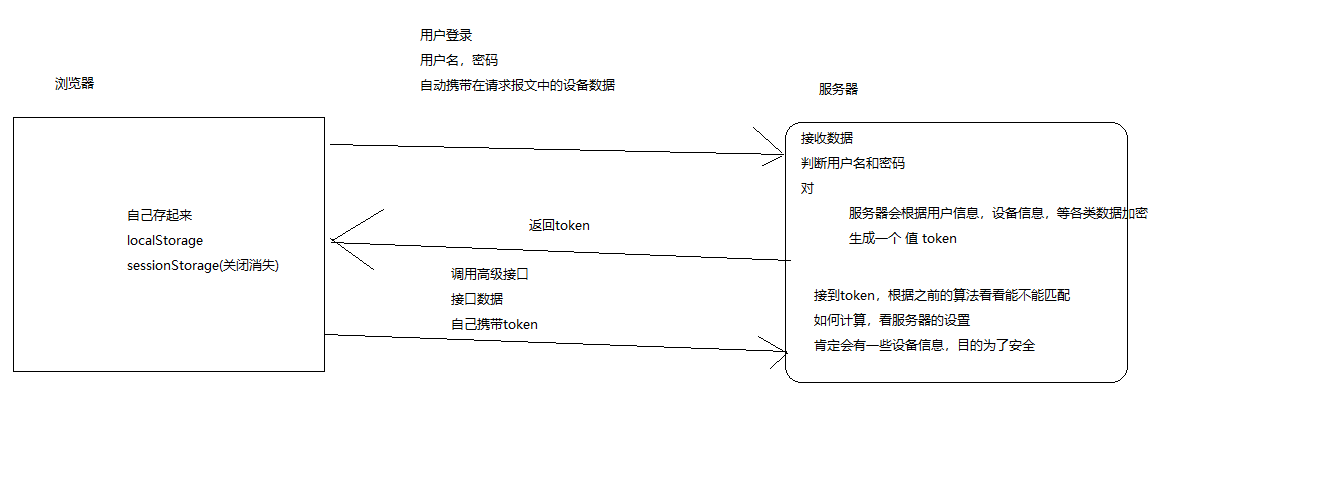 用户登录
用户名，密码
自动携带在请求报文中的设备数据
浏览器
服务器
接收数据
判断用户名和密码
对
服务器会根据用户信息，设备信息，等各类数据加密
生成一个 值 token
自己存起来
localStorage
sessionStorage(关闭消失)
返回token
调用高级接口
接口数据
自己携带token
接到token，根据之前的算法看看能不能匹配
如何计算，看服务器的设置
肯定会有一些设备信息，目的为了安全